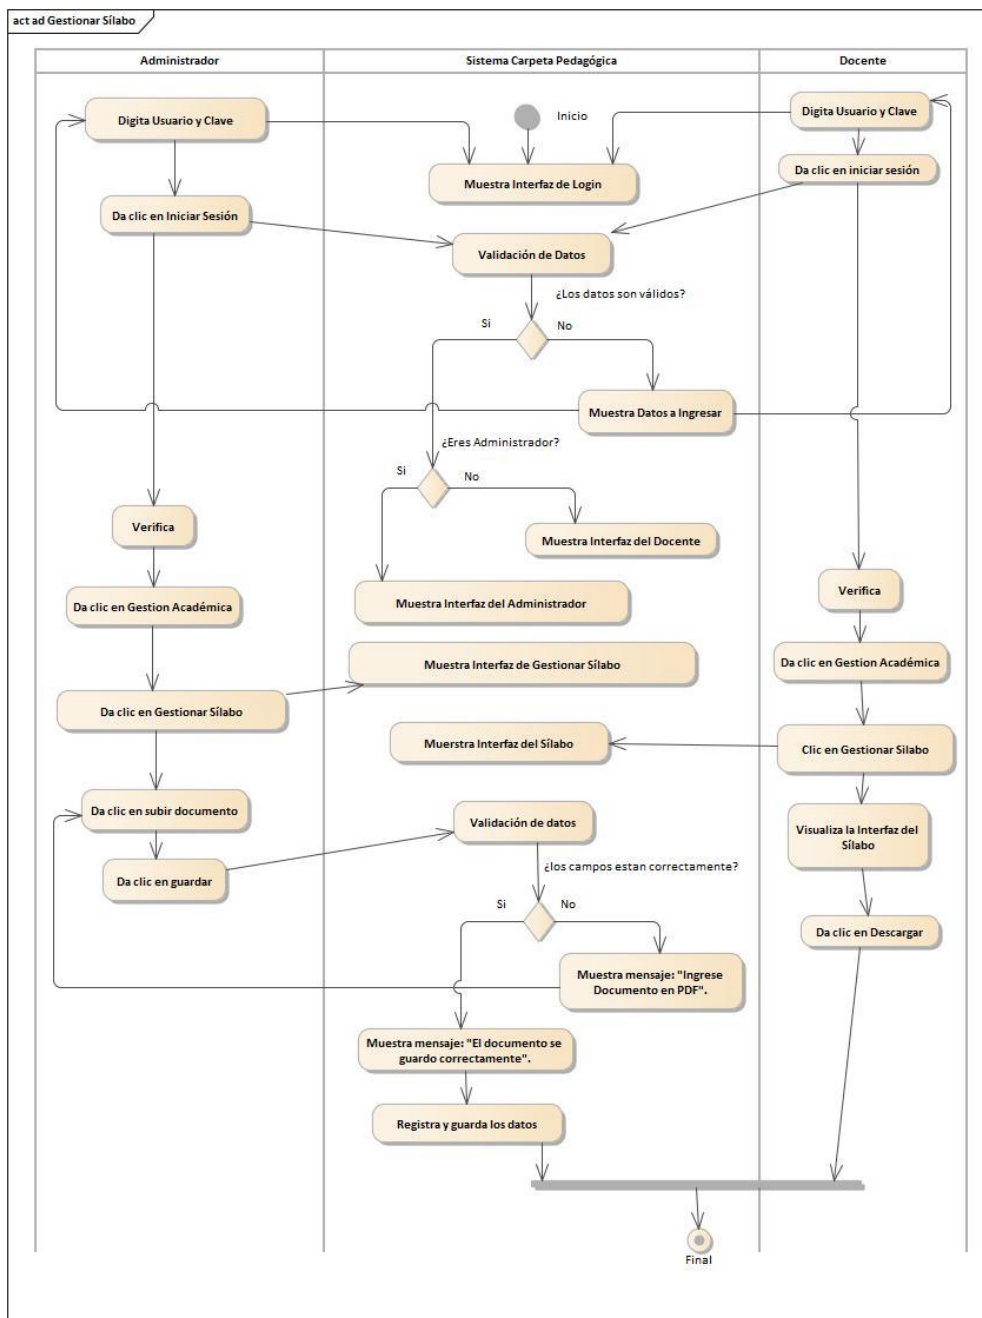 act ad Gestionar Sílabo
Administrador
Sistema Carpeta Pedagógica
Docente
Digita Usuario y Clave
Inicio
Digita Usuario y Clave
Muestra Interfaz de Login
Da clic en iniciar sesión
Da clic en Iniciar Sesión
Validación de Datos
¿Los datos son válidos?
Si
No
Muestra Datos a Ingresar
¿Eres Administrador?
Si
No
Verifica
Muestra Interfaz del Docente
Verifica
Da clic en Gestion Académica
Muestra Interfaz del Administrador
Muestra Interfaz de Gestionar Sílabo
Da clic en Gestion Académica
Da clic en Gestionar Sílabo
Muerstra Interfaz del Sílabo
Clic en Gestionar Silabo
Da clic en subir documento
Validación de datos
Visualiza la Interfaz del
Sílabo
¿los campos estan correctamente?
Da clic en guardar
Si
No
Da clic en Descargar
Muestra mensaje: "Ingrese
Documento en PDF".
Muestra mensaje: "El documento se
guardo correctamente".
Registra y guarda los datos
Final